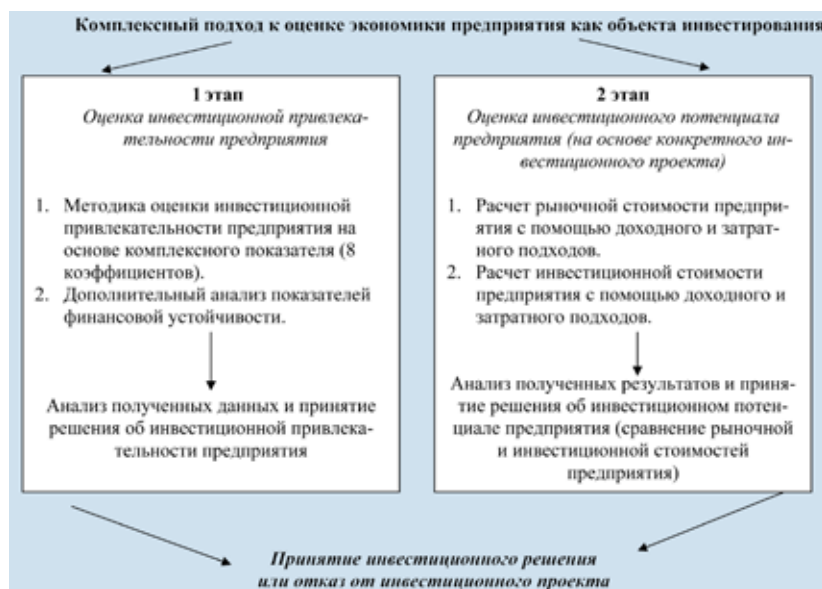 Комплексный подход к оценке экономики предприятия как объекта инвестирования
1 этап
Оценка инвестиционной привлека-
тельности предприятия
1. Методика оценки инвестиционной
привлекательности предприятия на
основе комплексного показателя (8
коэффициентов).
2. Дополнительный анализ показателей
финансовой устойчивости.
Анализ полученных данных и принятие
решения об инвестиционной привлека-
тельности предприятия
2 этап
Оценка инвестиционного потенциала
предприятия (на основе конкретного ин-
вестиционного проекта)
1. Расчет рыночной стоимости предпри-
ятия с помощью доходного и затрат-
ного подходов.
2. Расчет инвестиционной стоимости
предприятия с помощью доходного и
затратного подходов.
Анализ полученных результатов и приня-
тие решения об инвестиционном потен-
циале предприятия (сравнение рыночной
и инвестиционной стоимостей
предприятия)
Принятие инвестиционного решения
или отказ от инвестиционного проекта